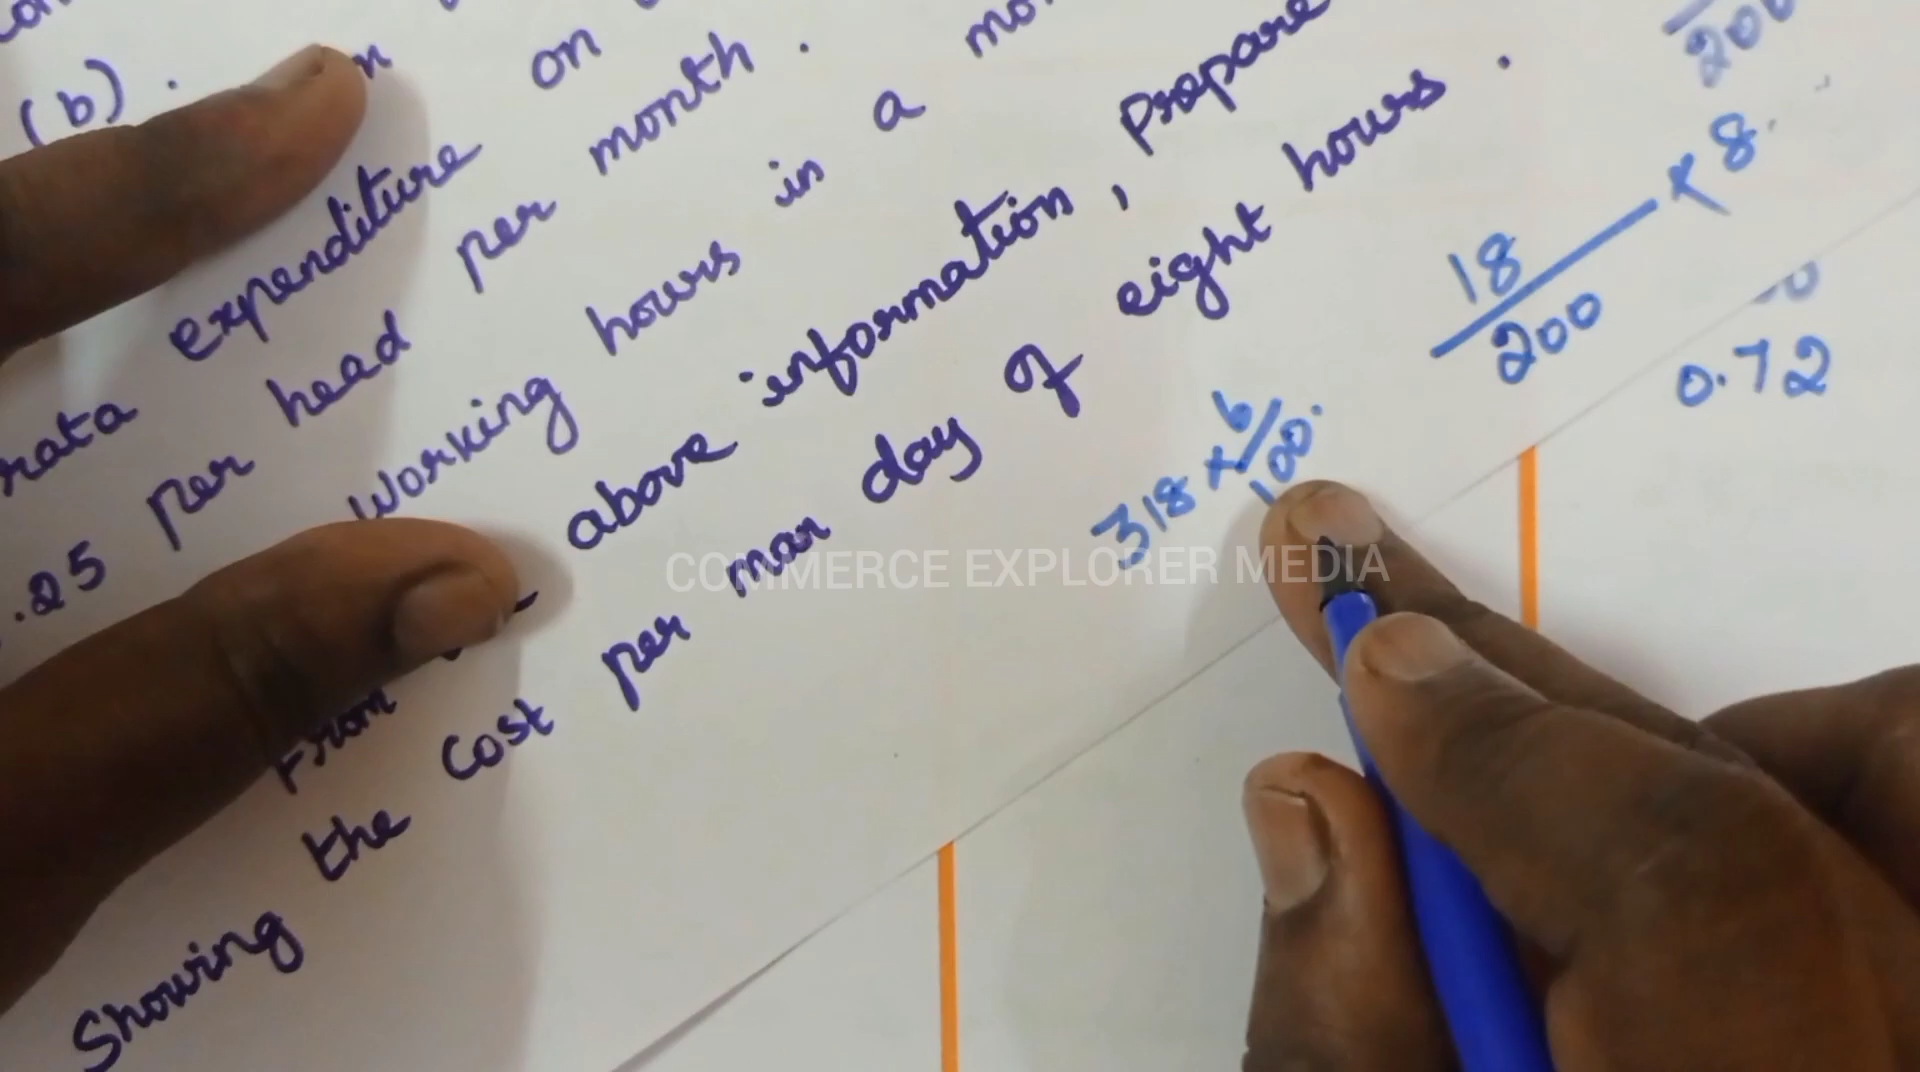 (b).
on
rata expenditure
.25 per head per month.
working hours in a
above information, Prepare
Showing the cost per man day of eight hours.
200
18/200 × 8
0.72
318 × 6/100.
COMMERCE EXPLORER MEDIA